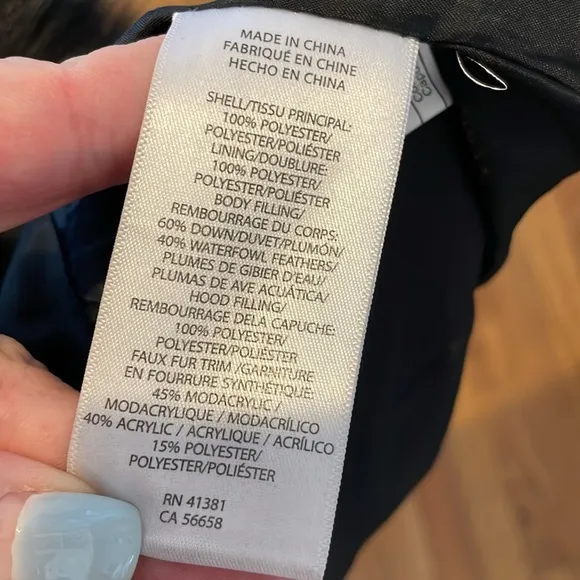 MADE IN CHINA
FABRIQUÉ EN CHINE
HECHO EN CHINA
SHELL/TISSU PRINCIPAL:
100% POLYESTER/
POLYESTER/POLIÉSTER
LINING/DOUBLURE:
100% POLYESTER/
POLYESTER/POLIÉSTER
BODY FILLING/
REMBOURRAGE DU CORPS:
60% DOWN/DUVET/PLUMÓN/
40% WATERFOWL FEATHERS/
PLUMES DE GIBIER D'EAU/
PLUMAS DE AVE ACUÁTICA/
HOOD FILLING/
REMBOURRAGE DELA CAPUCHE:
100% POLYESTER/
POLYESTER/POLIÉSTER
FAUX FUR TRIM /GARNITURE
EN FOURRURE SYNTHÉTIQUE:
45% MODACRYLIC/
MODACRYLIQUE / MODACRÍLICO
40% ACRYLIC / ACRYLIQUE / ACRÍLICO
15% POLYESTER/
POLYESTER/POLIÉSTER
RN 41381
CA 56658